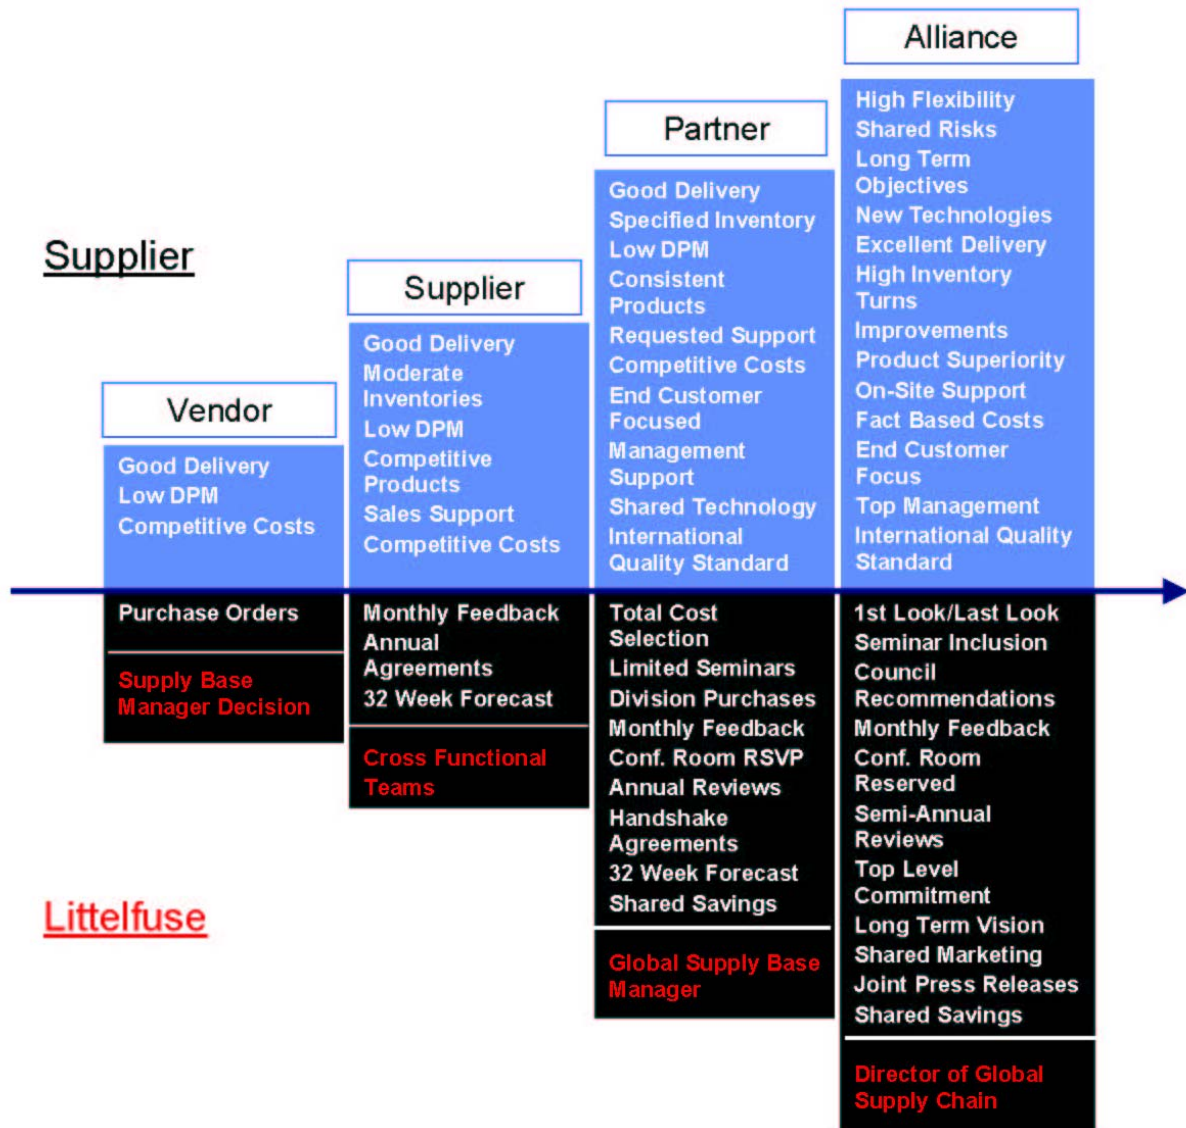 Supplier
Littelfuse
Vendor
Good Delivery
Low DPM
Competitive Costs
Purchase Orders
Supply Base
Manager Decision
Supplier
Good Delivery
Moderate
Inventories
Low DPM
Competitive
Products
Sales Support
Competitive Costs
Monthly Feedback
Annual
Agreements
32 Week Forecast
Cross Functional
Teams
Partner
Good Delivery
Specified Inventory
Low DPM
Consistent
Products
Requested Support
Competitive Costs
End Customer
Focused
Management
Support
Shared Technology
International
Quality Standard
Total Cost
Selection
Limited Seminars
Division Purchases
Monthly Feedback
Conf. Room RSVP
Annual Reviews
Handshake
Agreements
32 Week Forecast
Shared Savings
Global Supply Base
Manager
Alliance
High Flexibility
Shared Risks
Long Term
Objectives
New Technologies
Excellent Delivery
High Inventory
Turns
Improvements
Product Superiority
On-Site Support
Fact Based Costs
End Customer
Focus
Top Management
International Quality
Standard
1st Look/Last Look
Seminar Inclusion
Council
Recommendations
Monthly Feedback
Conf. Room
Reserved
Semi-Annual
Reviews
Top Level
Commitment
Long Term Vision
Shared Marketing
Joint Press Releases
Shared Savings
Director of Global
Supply Chain